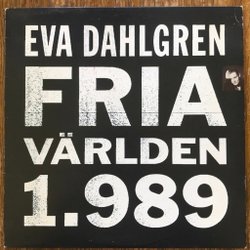 EVA DAHLGREN
FRIA
VÄRLDEN
1.989